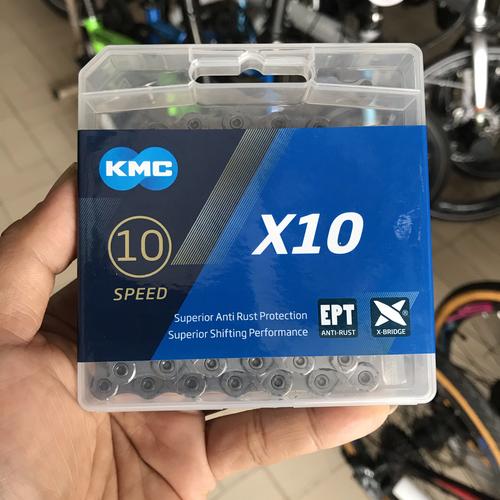 KMC
10
SPEED
X10
Superior Anti Rust Protection
Superior Shifting Performance
EPT
ANTI-RUST
X-BRIDGE